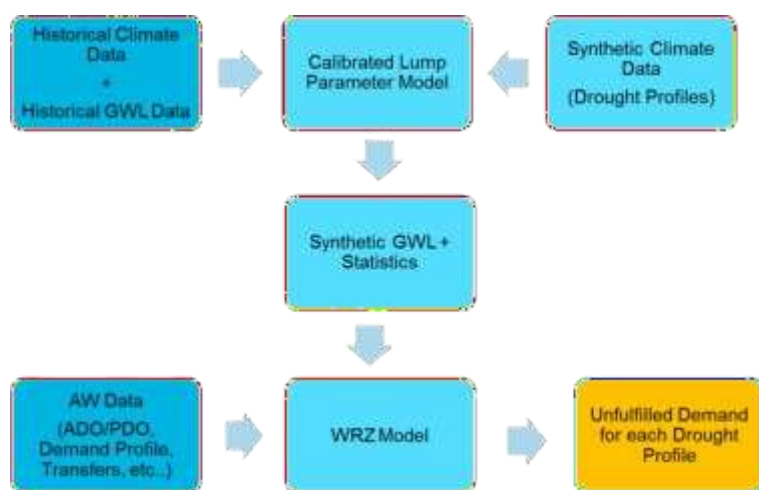 Historical Climate
Data
+
Historical GWL Data
Calibrated Lump
Parameter Model
Synthetic Climate
Data
(Drought Profiles)
Synthetic GWL +
Statistics
AW Data
(ADO/PDO,
Demand Profile,
Transfers, etc..)
WRZ Model
Unfulfilled Demand
for each Drought
Profile